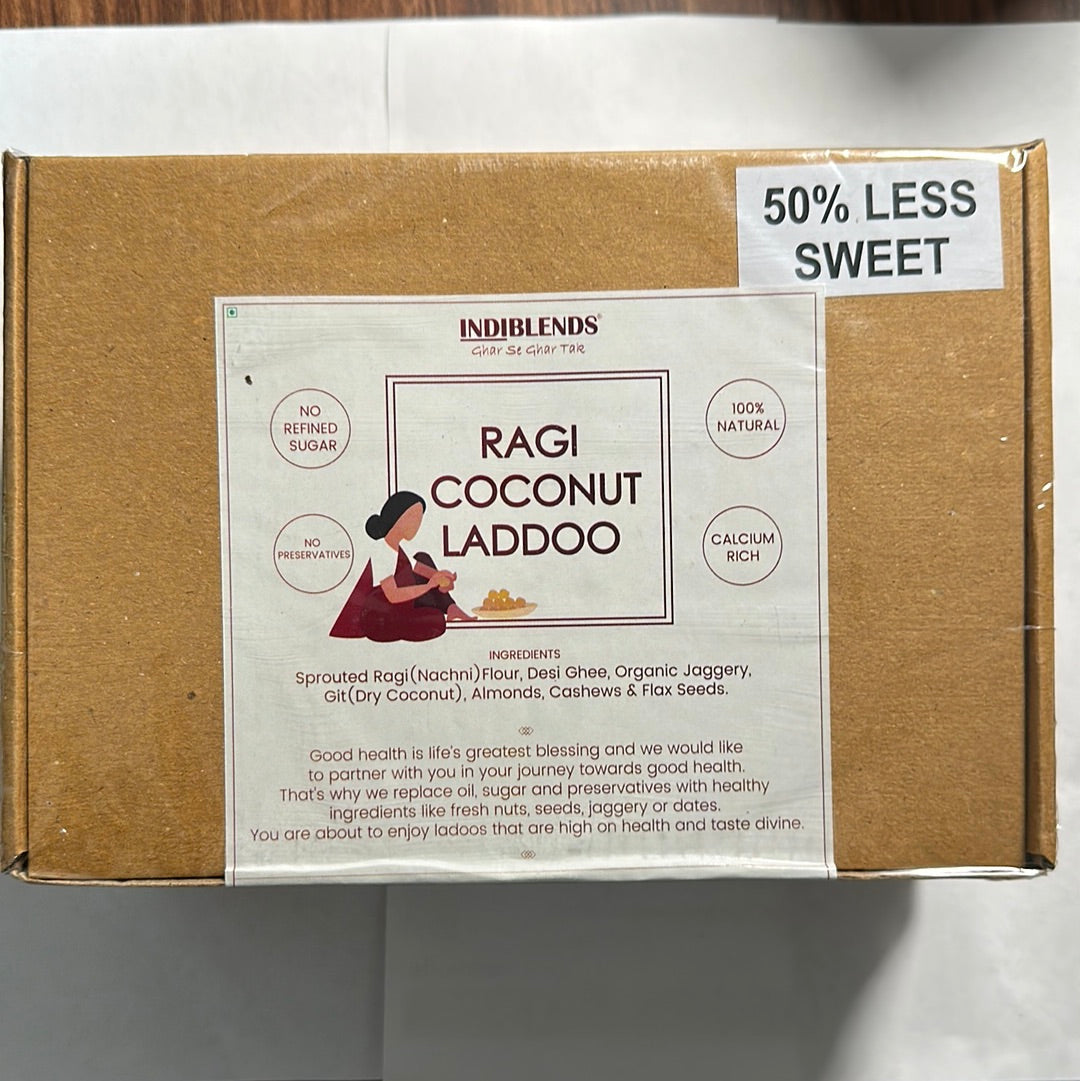 50% LESS
SWEET
INDIBLENDS®
Ghar Se Ghar Tak
NO
REFINED
SUGAR
100%
NATURAL
RAGI
COCONUT
LADDOO
NO
PRESERVATIVES
CALCIUM
RICH
INGREDIENTS
Sprouted Ragi(Nachni)Flour, Desi Ghee, Organic Jaggery,
Git(Dry Coconut), Almonds, Cashews & Flax Seeds.
Good health is life's greatest blessing and we would like
to partner with you in your journey towards good health.
That's why we replace oil, sugar and preservatives with healthy
ingredients like fresh nuts, seeds, jaggery or dates.
You are about to enjoy ladoos that are high on health and taste divine.